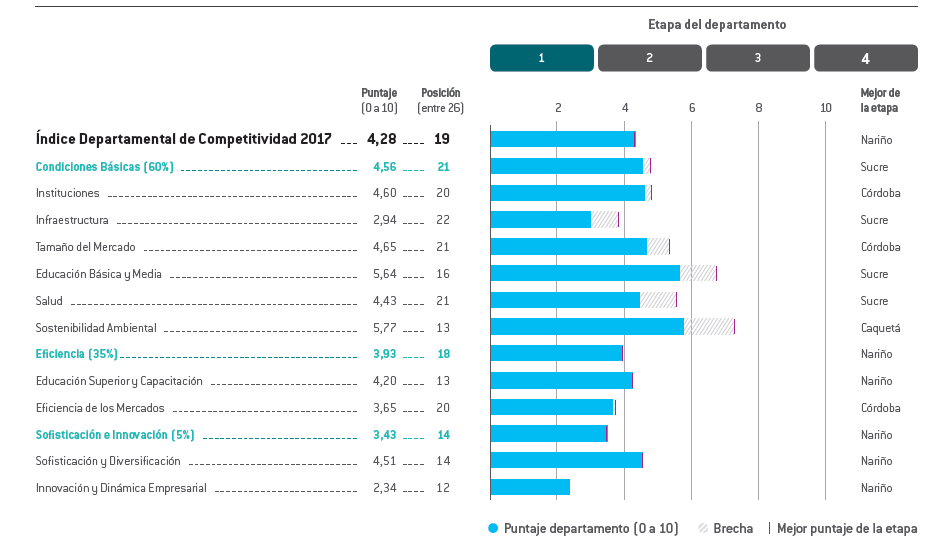 Etapa del departamento
1 2 3 4
Puntaje (0 a 10) Posición (entre 26) 2 4 6 8 10 Mejor de la etapa
Índice Departamental de Competitividad 2017 4,28 19 Nariño
Condiciones Básicas (60%) 4,56 21 Sucre
Instituciones 4,60 20 Córdoba
Infraestructura 2,94 22 Sucre
Tamaño del Mercado 4,65 21 Córdoba
Educación Básica y Media 5,64 16 Sucre
Salud 4,43 21 Sucre
Sostenibilidad Ambiental 5,77 13 Caquetá
Eficiencia (35%) 3,93 18 Nariño
Educación Superior y Capacitación 4,20 13 Nariño
Eficiencia de los Mercados 3,65 20 Córdoba
Sofisticación e Innovación (5%) 3,43 14 Nariño
Sofisticación y Diversificación 4,51 14 Nariño
Innovación y Dinámica Empresarial 2,34 12 Nariño
Puntaje departamento (0 a 10) Brecha Mejor puntaje de la etapa